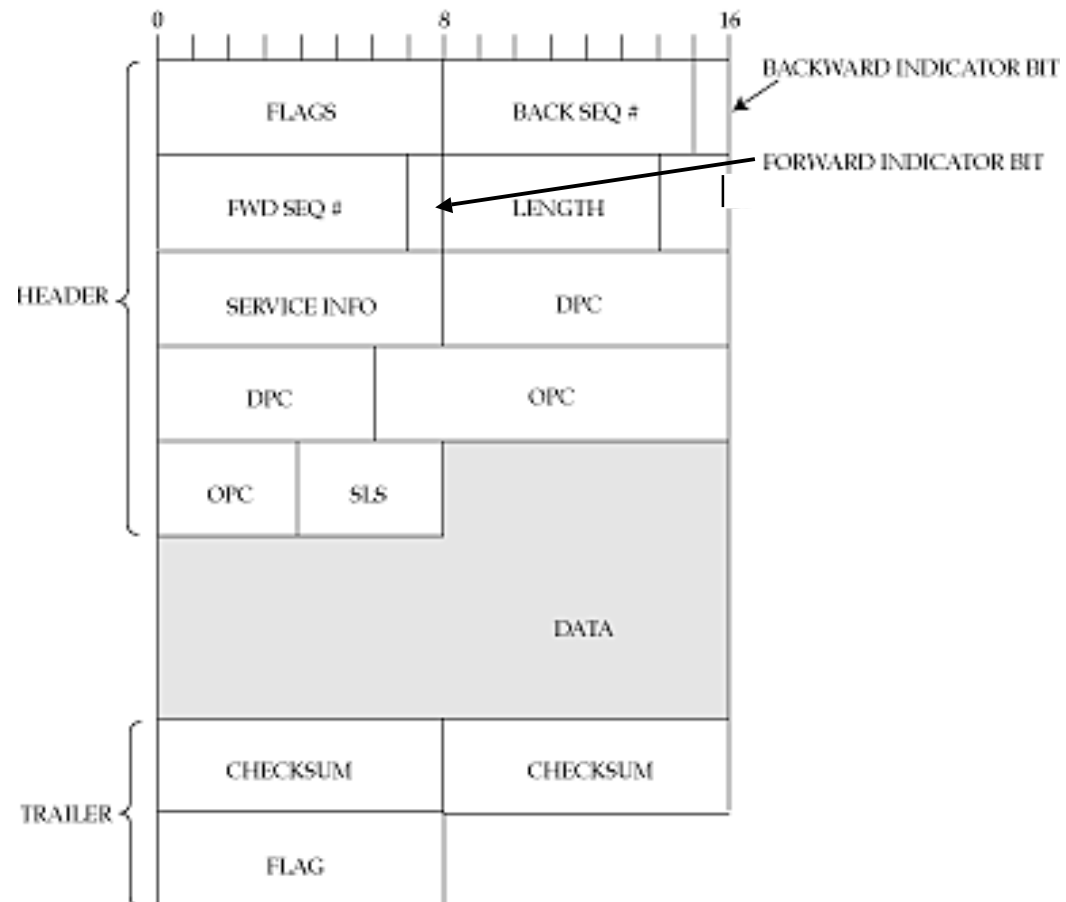 0 8 16
BACKWARD INDICATOR BIT
FLAGS BACK SEQ #
FORWARD INDICATOR BIT
FWD SEQ # LENGTH
HEADER
SERVICE INFO DPC
DPC OPC
OPC SLS
DATA
CHECKSUM CHECKSUM
TRAILER
FLAG